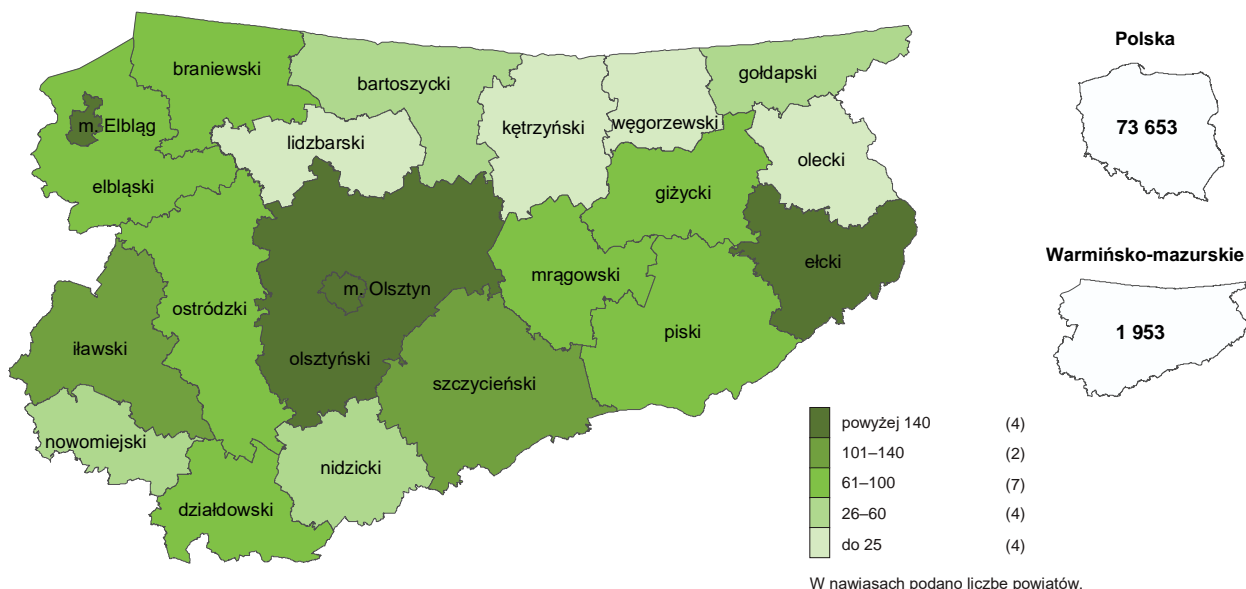 braniewski
bartoszycki
gołdapski
m. Elbląg
lidzbarski
kętrzyński
węgorzewski
olecki
elbląski
giżycki
ełcki
mrągowski
m. Olsztyn
ostródzki
piski
iławski
olsztyński
szczycieński
nowomiejski
nidzicki
działdowski
Polska
73 653
Warmińsko-mazurskie
1 953
powyżej 140 (4)
101–140 (2)
61–100 (7)
26–60 (4)
do 25 (4)
W nawiasach podano liczbę powiatów.